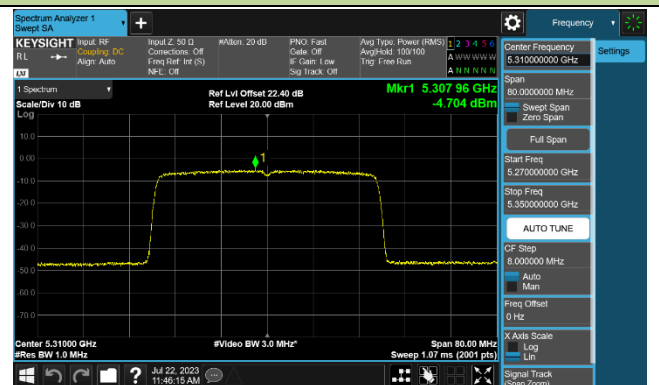 Spectrum Analyzer 1
Swept SA
+
Frequency
KEYSIGHT
RL
LXI
Input: RF
Coupling: DC
Align: Auto
Input Z: 50 Ω
Corrections: Off
Freq Ref: Int (S)
NFE: Off
#Atten: 20 dB
PNO: Fast
Gate: Off
IF Gain: Low
Sig Track: Off
Avg Type: Power (RMS)
Avg|Hold: 100/100
Trig: Free Run
1 2 3 4 5 6
A W W W W W
A N N N N N
Center Frequency
5.310000000 GHz
Settings
1 Spectrum
Scale/Div 10 dB
Log
Ref Lvl Offset 22.40 dB
Ref Level 20.00 dBm
Mkr1 5.307 96 GHz
-4.704 dBm
Span
80.0000000 MHz
Swept Span
Zero Span
Full Span
Start Freq
5.270000000 GHz
Stop Freq
5.350000000 GHz
AUTO TUNE
CF Step
8.000000 MHz
Auto
Man
Freq Offset
0 Hz
X Axis Scale
Log
Lin
Signal Track
(Span Zoom)
10.0
0.00
-10.0
-20.0
-30.0
-40.0
-50.0
-60.0
-70.0
1
Center 5.31000 GHz
#Res BW 1.0 MHz
#Video BW 3.0 MHz*
Span 80.00 MHz
Sweep 1.07 ms (2001 pts)
?
Jul 22, 2023
11:46:15 AM